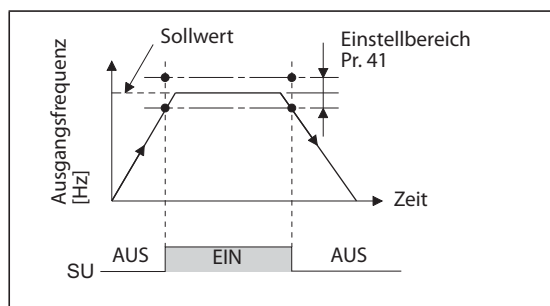 Sollwert
Einstellbereich
Pr. 41
Ausgangsfrequenz
[Hz]
Zeit
AUS
EIN
AUS
SU